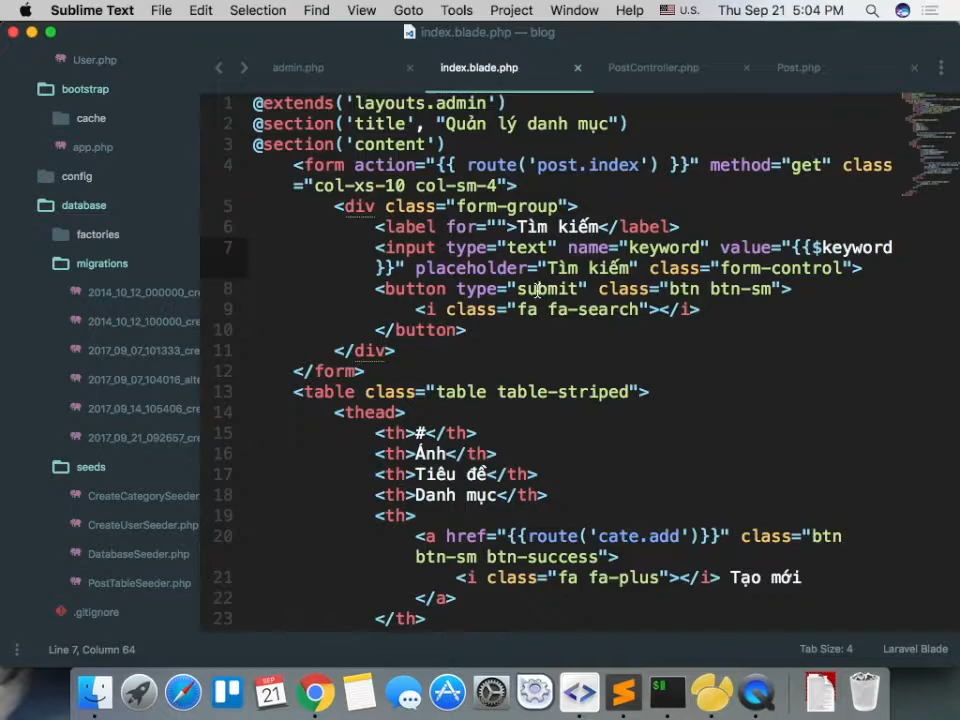 Sublime Text File Edit Selection Find View Goto Tools Project Window Help U.S. Thu Sep 21 5:04 PM
index.blade.php — blog
User.php
bootstrap
cache
app.php
config
database
factories
migrations
2014_10_12_000000_cre
2014_10_12_100000_cre
2017_09_07_101333_cre
2017_09_07_104016_alte
2017_09_14_105406_cre
2017_09_21_092657_cre
seeds
CreateCategorySeeder
CreateUserSeeder.php
DatabaseSeeder.php
PostTableSeeder.php
.gitignore
admin.php × index.blade.php × PostController.php × Post.php ×
1 @extends('layouts.admin')
2 @section('title', "Quản lý danh mục")
3 @section('content')
4 <form action="{{ route('post.index') }}" method="get" class
="col-xs-10 col-sm-4">
5 <div class="form-group">
6 <label for="">Tìm kiếm</label>
7 <input type="text" name="keyword" value="{{$keyword
}}" placeholder="Tìm kiếm" class="form-control">
8 <button type="submit" class="btn btn-sm">
9 <i class="fa fa-search"></i>
10 </button>
11 </div>
12 </form>
13 <table class="table table-striped">
14 <thead>
15 <th>#</th>
16 <th>Ảnh</th>
17 <th>Tiêu đề</th>
18 <th>Danh mục</th>
19 <th>
20 <a href="{{route('cate.add')}}" class="btn
btn-sm btn-success">
21 <i class="fa fa-plus"></i> Tạo mới
22 </a>
23 </th>
Line 7, Column 64 Tab Size: 4 Laravel Blade
SEP
21